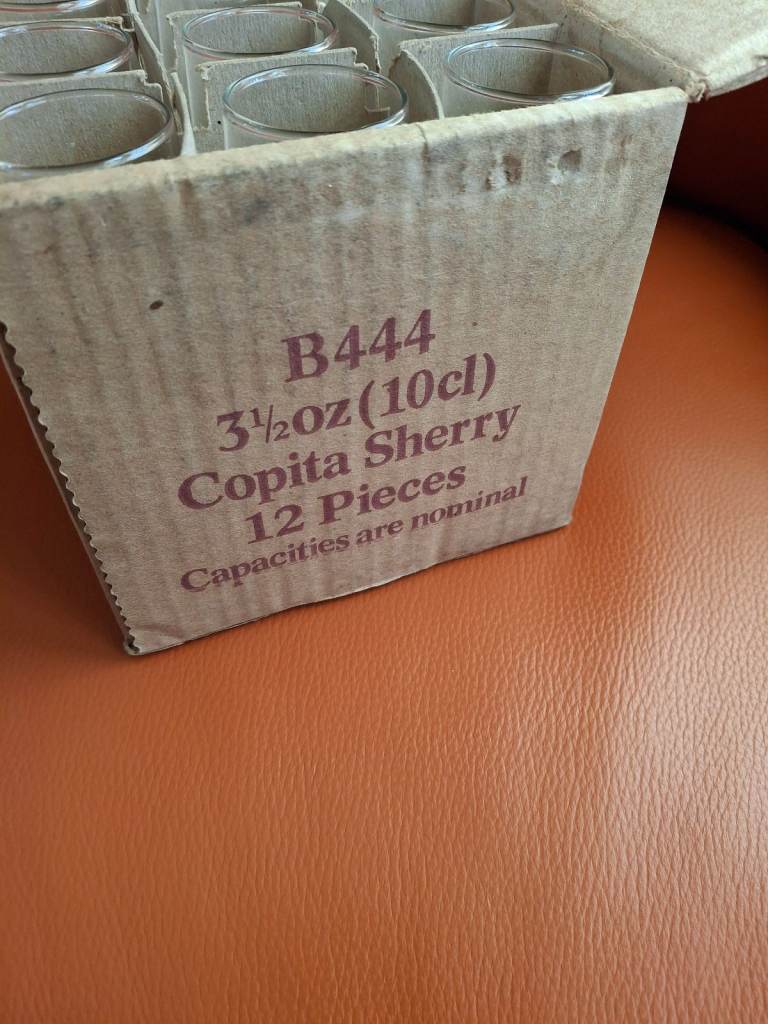 B444
3½oz (10cl)
Copita Sherry
12 Pieces
Capacities are nominal